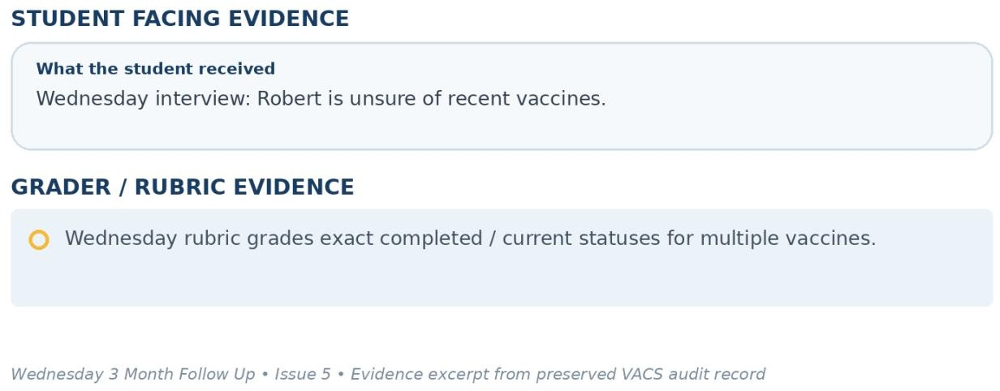 STUDENT FACING EVIDENCE
What the student received
Wednesday interview: Robert is unsure of recent vaccines.
GRADER / RUBRIC EVIDENCE
Wednesday rubric grades exact completed / current statuses for multiple vaccines.
Wednesday 3 Month Follow Up • Issue 5 • Evidence excerpt from preserved VACS audit record